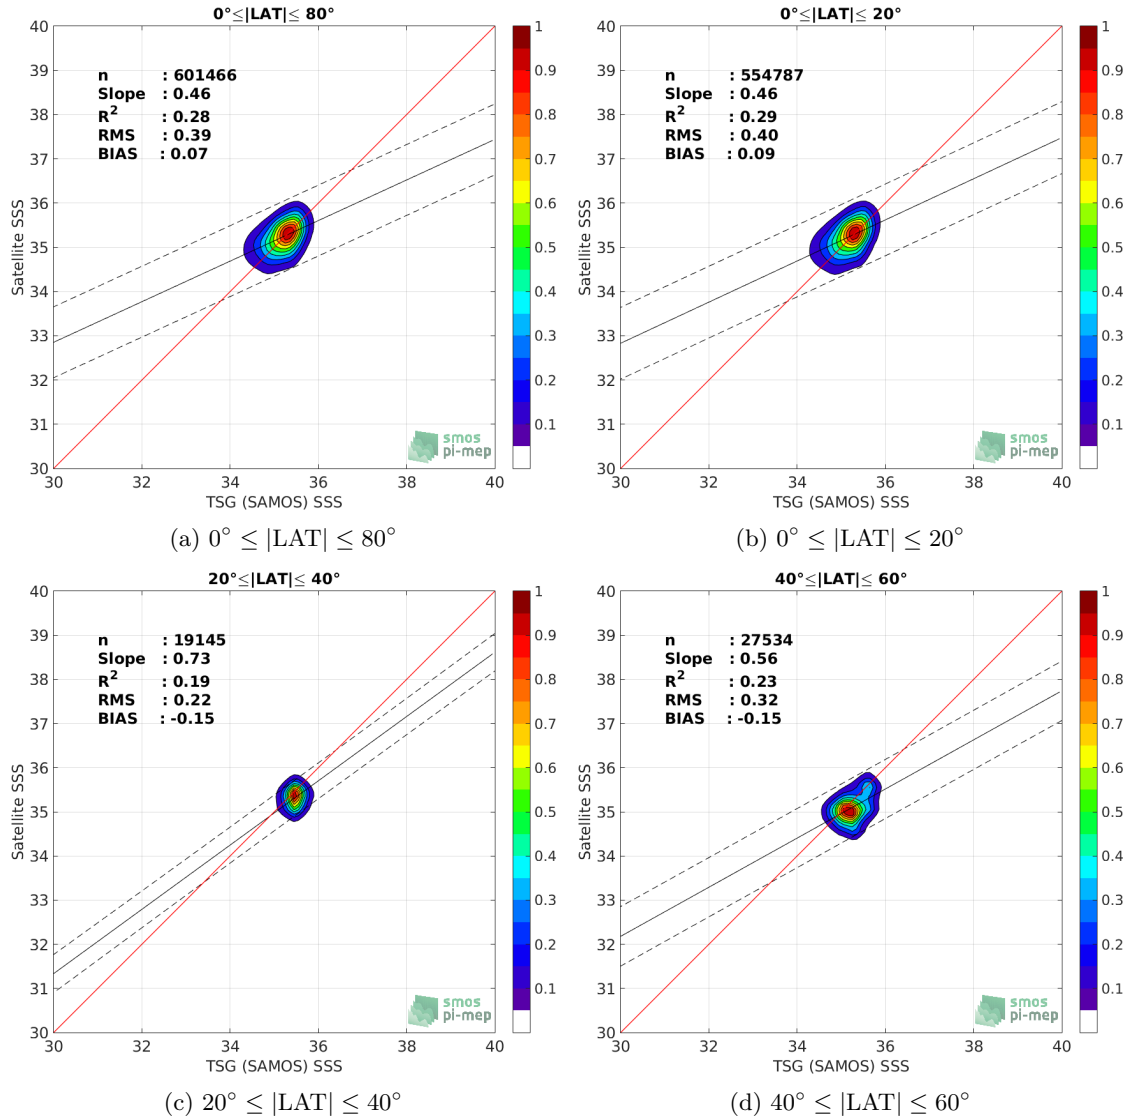 0°≤|LAT|≤ 80°
n : 601466
Slope : 0.46
R² : 0.28
RMS : 0.39
BIAS : 0.07
Satellite SSS
40
39
38
37
36
35
34
33
32
31
30
30 32 34 36 38 40
TSG (SAMOS) SSS
1
0.9
0.8
0.7
0.6
0.5
0.4
0.3
0.2
0.1
smos
pi-mep
(a) 0° ≤ |LAT| ≤ 80°
0°≤|LAT|≤ 20°
n : 554787
Slope : 0.46
R² : 0.29
RMS : 0.40
BIAS : 0.09
Satellite SSS
40
39
38
37
36
35
34
33
32
31
30
30 32 34 36 38 40
TSG (SAMOS) SSS
1
0.9
0.8
0.7
0.6
0.5
0.4
0.3
0.2
0.1
smos
pi-mep
(b) 0° ≤ |LAT| ≤ 20°
20°≤|LAT|≤ 40°
n : 19145
Slope : 0.73
R² : 0.19
RMS : 0.22
BIAS : -0.15
Satellite SSS
40
39
38
37
36
35
34
33
32
31
30
30 32 34 36 38 40
TSG (SAMOS) SSS
1
0.9
0.8
0.7
0.6
0.5
0.4
0.3
0.2
0.1
smos
pi-mep
(c) 20° ≤ |LAT| ≤ 40°
40°≤|LAT|≤ 60°
n : 27534
Slope : 0.56
R² : 0.23
RMS : 0.32
BIAS : -0.15
Satellite SSS
40
39
38
37
36
35
34
33
32
31
30
30 32 34 36 38 40
TSG (SAMOS) SSS
1
0.9
0.8
0.7
0.6
0.5
0.4
0.3
0.2
0.1
smos
pi-mep
(d) 40° ≤ |LAT| ≤ 60°